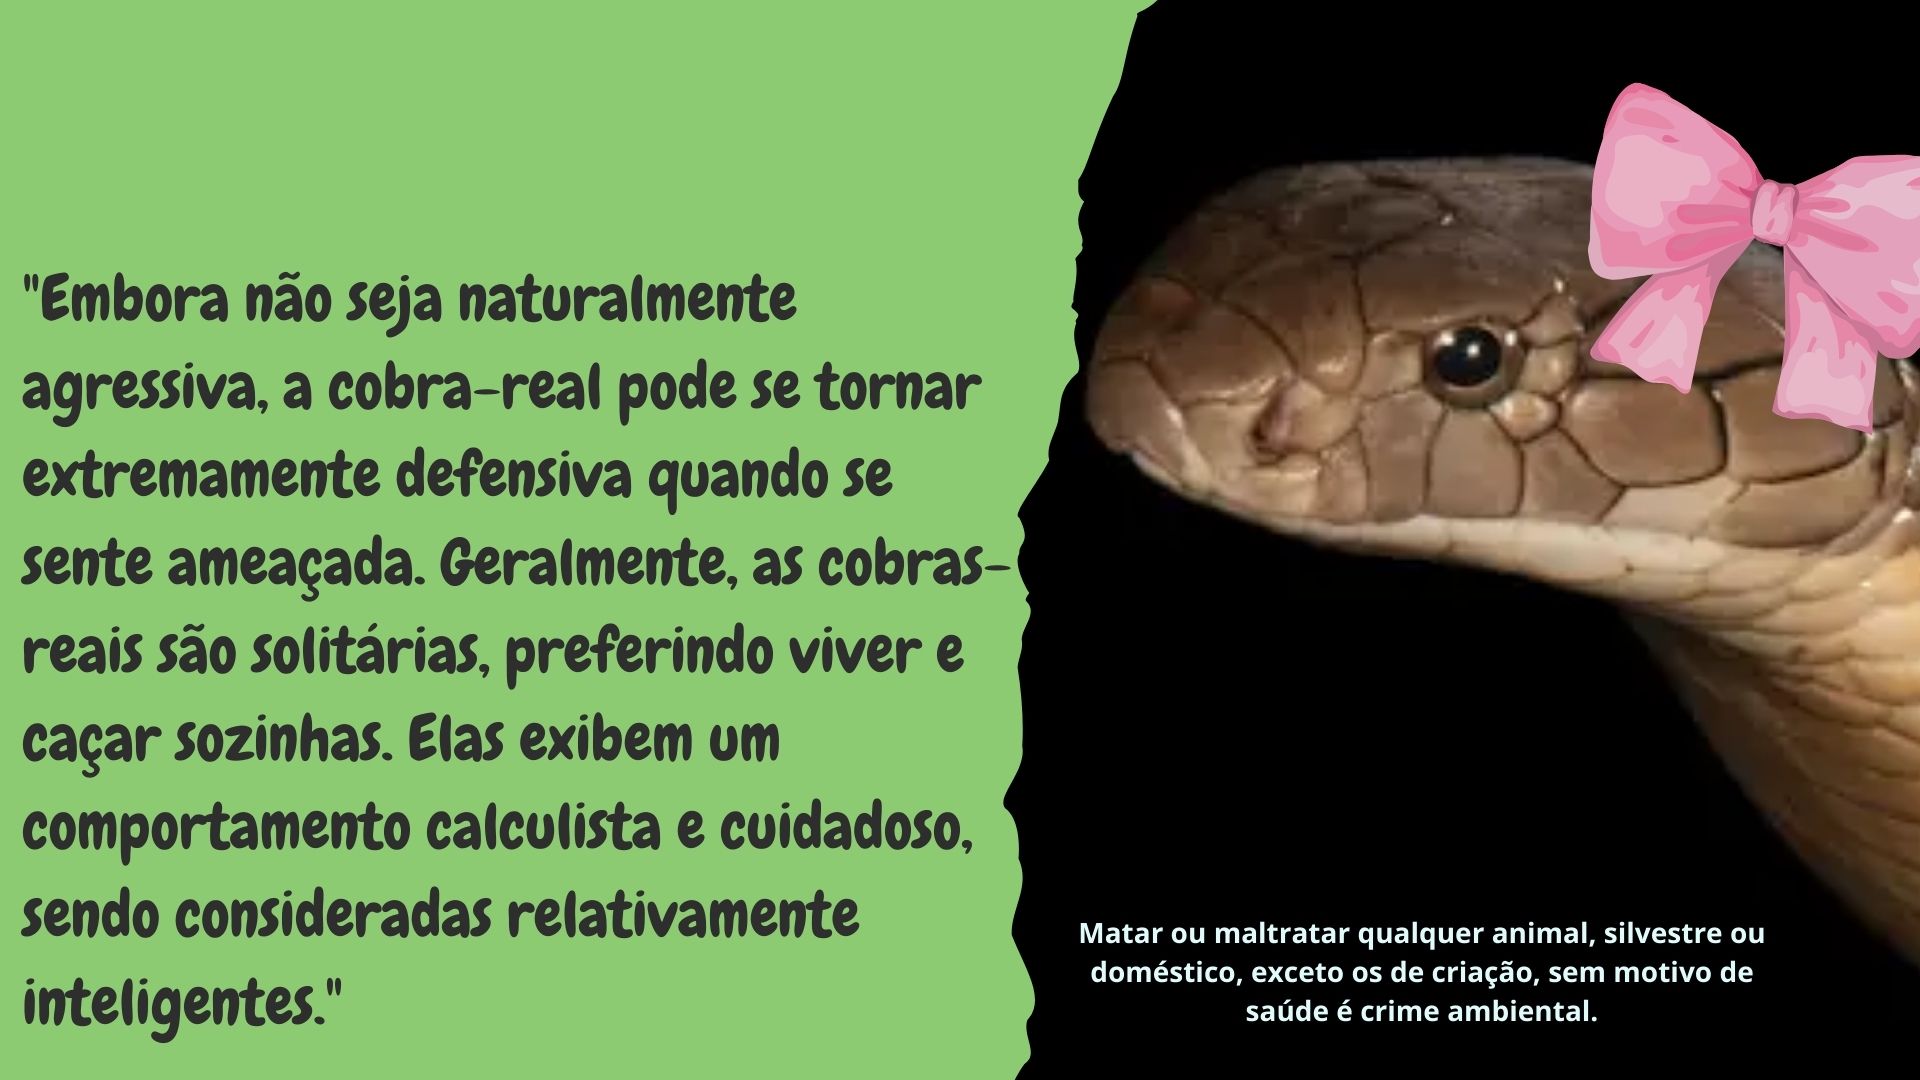 "Embora não seja naturalmente
agressiva, a cobra-real pode se tornar
extremamente defensiva quando se
sente ameaçada. Geralmente, as cobras-
reais são solitárias, preferindo viver e
caçar sozinhas. Elas exibem um
comportamento calculista e cuidadoso,
sendo consideradas relativamente
inteligentes."
Matar ou maltratar qualquer animal, silvestre ou
doméstico, exceto os de criação, sem motivo de
saúde é crime ambiental.